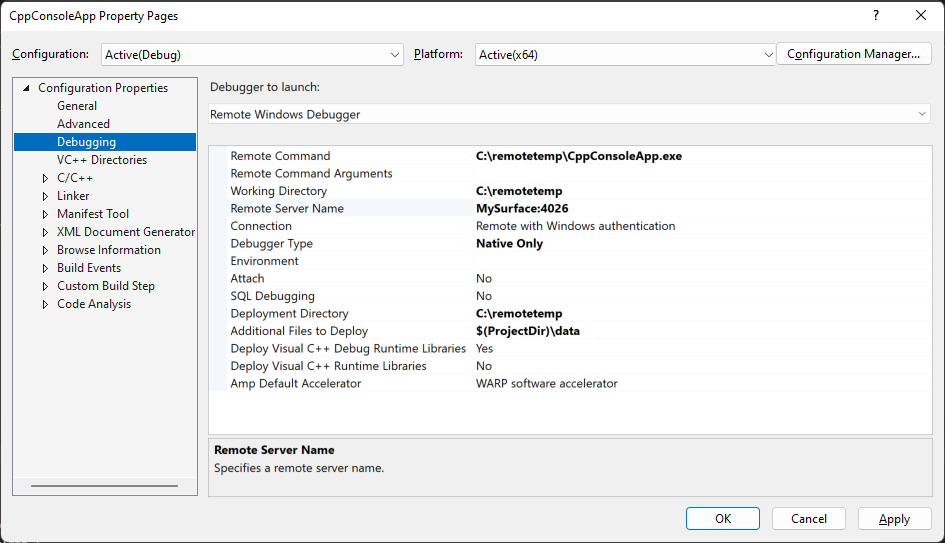 CppConsoleApp Property Pages
?
Configuration: Active(Debug) Platform: Active(x64) Configuration Manager...
Configuration Properties
General
Advanced
Debugging
VC++ Directories
C/C++
Linker
Manifest Tool
XML Document Generator
Browse Information
Build Events
Custom Build Step
Code Analysis
Debugger to launch:
Remote Windows Debugger
Remote Command C:\remotetemp\CppConsoleApp.exe
Remote Command Arguments
Working Directory C:\remotetemp
Remote Server Name MySurface:4026
Connection Remote with Windows authentication
Debugger Type Native Only
Environment
Attach No
SQL Debugging No
Deployment Directory C:\remotetemp
Additional Files to Deploy $(ProjectDir)\data
Deploy Visual C++ Debug Runtime Libraries Yes
Deploy Visual C++ Runtime Libraries No
Amp Default Accelerator WARP software accelerator
Remote Server Name
Specifies a remote server name.
OK Cancel Apply